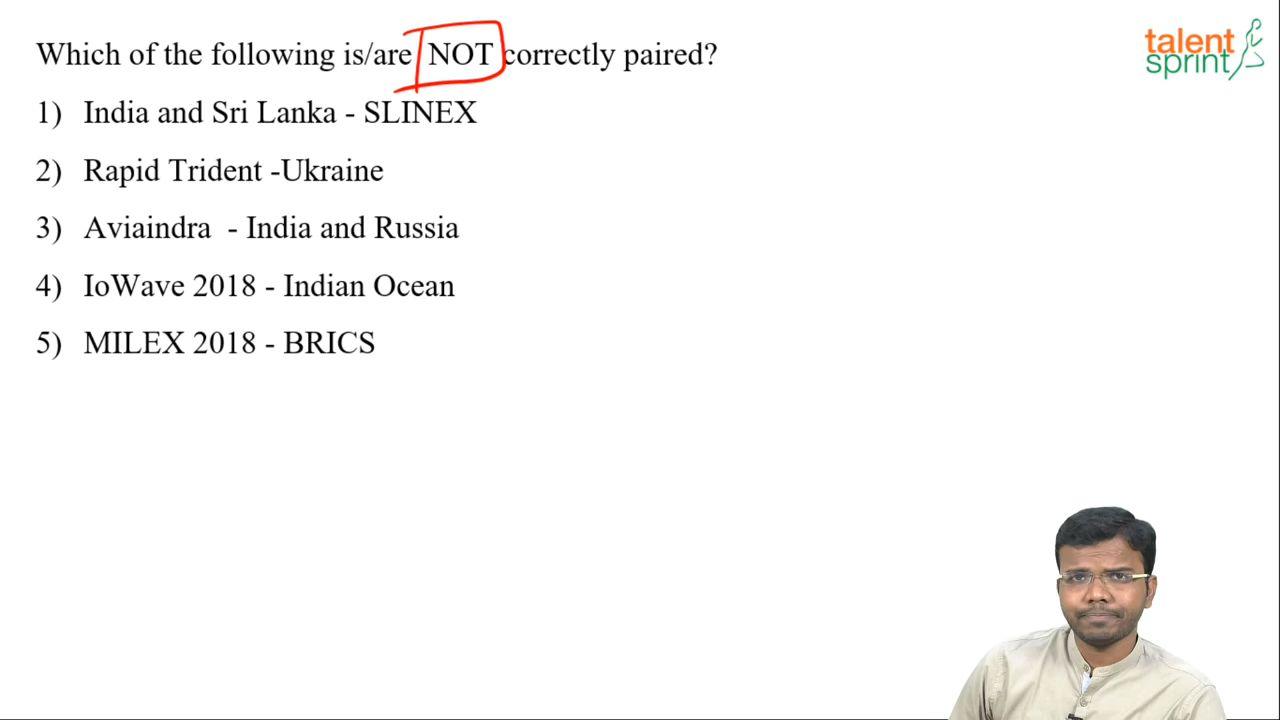 Which of the following is/are NOT correctly paired?
talent
sprint
1) India and Sri Lanka - SLINEX
2) Rapid Trident -Ukraine
3) Aviaindra - India and Russia
4) IoWave 2018 - Indian Ocean
5) MILEX 2018 - BRICS